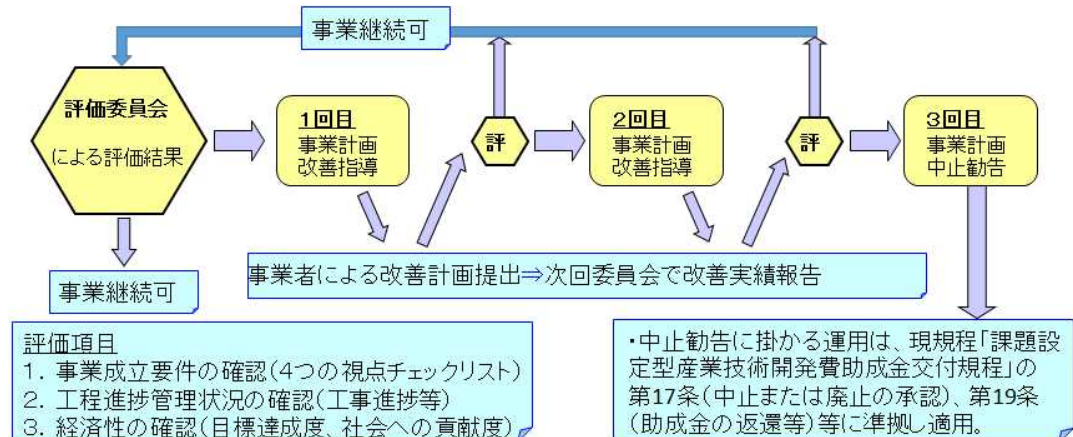 事業継続可
評価委員会
による評価結果
1回目
事業計画
改善指導
評
2回目
事業計画
改善指導
評
3回目
事業計画
中止勧告
事業者による改善計画提出⇒次回委員会で改善実績報告
事業継続可
評価項目
1. 事業成立要件の確認(4つの視点チェックリスト)
2. 工程進捗管理状況の確認(工事進捗等)
3. 経済性の確認(目標達成度、社会への貢献度)
・中止勧告に掛かる運用は、現規程「課題設
定型産業技術開発費助成金交付規程」の
第17条(中止または廃止の承認)、第19条
(助成金の返還等)等に準拠し適用。